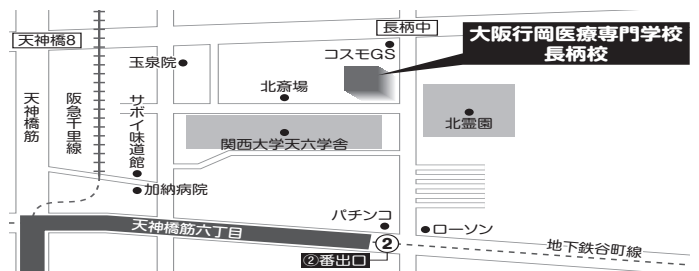 長柄中
大阪行岡医療専門学校
長柄校
天神橋8
コスモGS
玉泉院
北斎場
天神橋筋
阪急千里線
サボイ味道館
北霊園
関西大学天六学舎
加納病院
パチンコ
ローソン
天神橋筋六丁目
②
地下鉄谷町線
②番出口